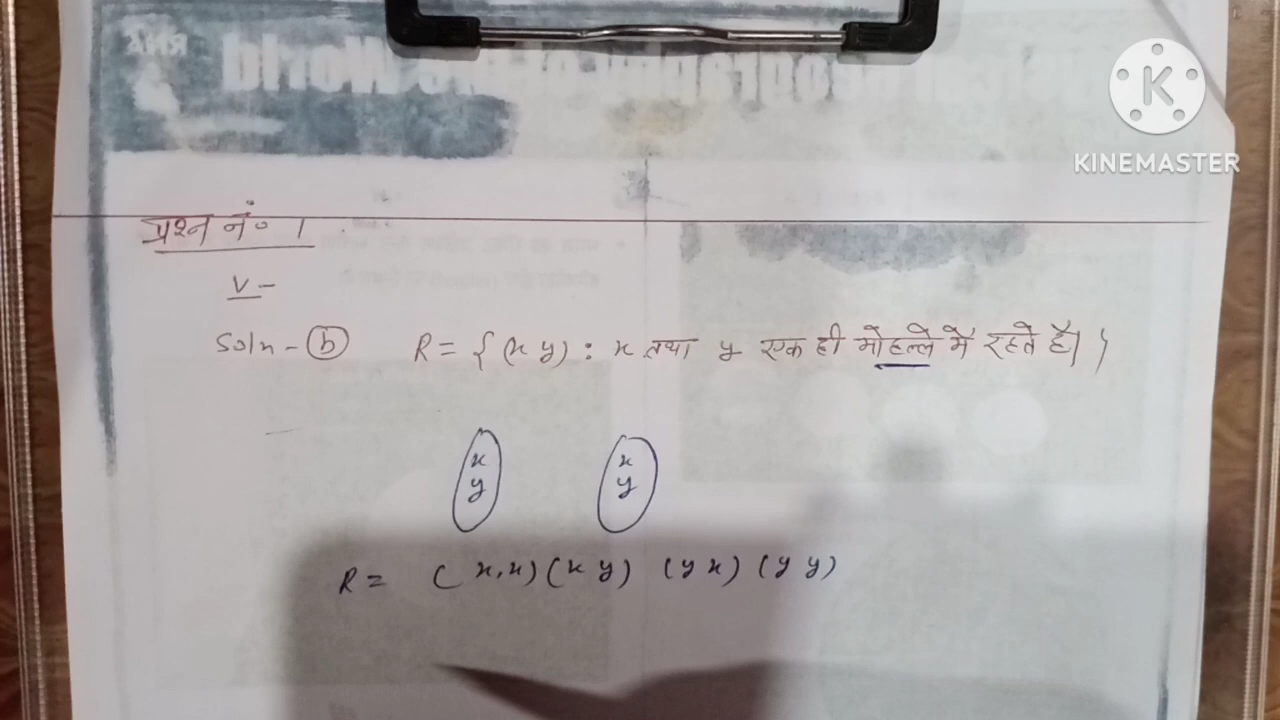 KINEMASTER
प्रश्न नं० 1
v -
Soln - (b) R = { (x y) : x तथा y एक ही मोहल्ले में रहते है। }
x x
y y
R = ( x,x) (x y) (y x) (y y)